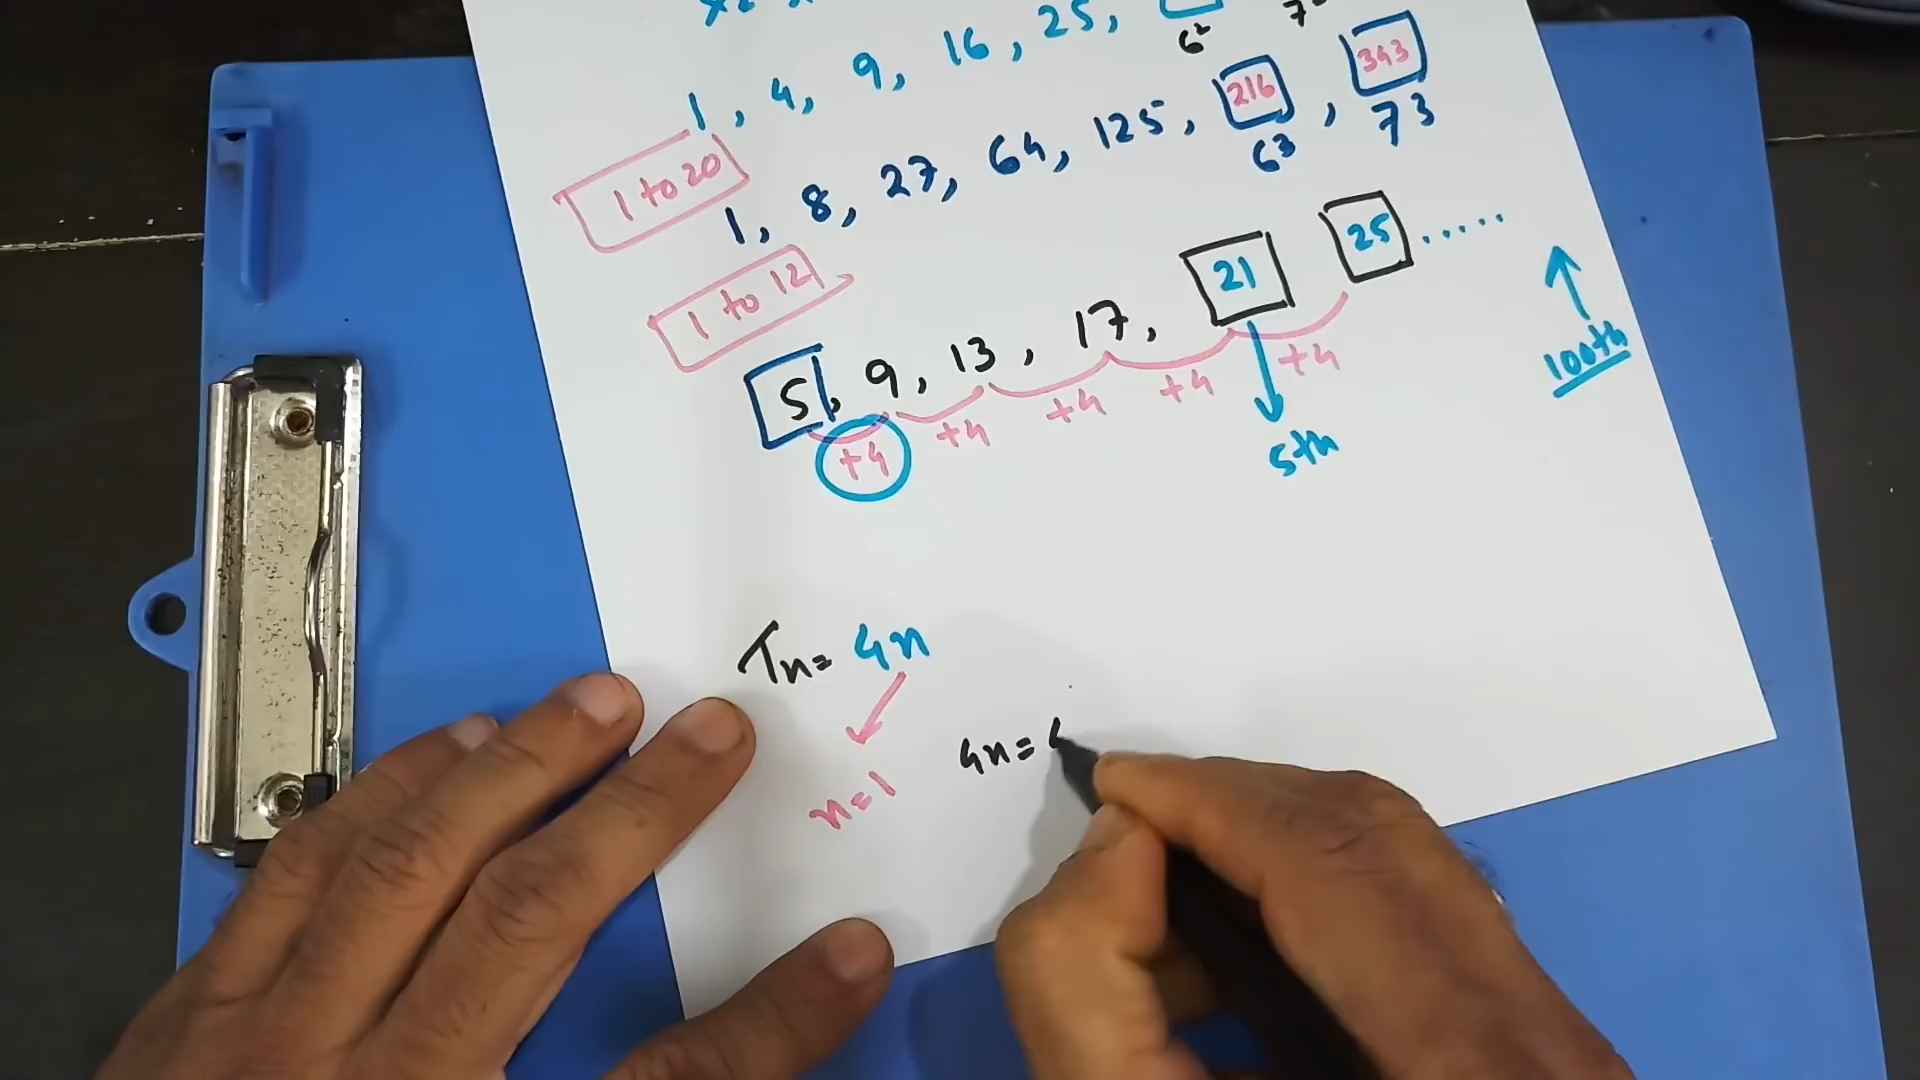 1, 4, 9, 16, 25,
6²
1 to 20
1, 8, 27, 64, 125, 216, 343
6³ 7³
1 to 12
5, 9, 13, 17, 21 25 .....
+4 +4 +4 +4 +4
5th
100th
Tn= 4n
n=1
4n=